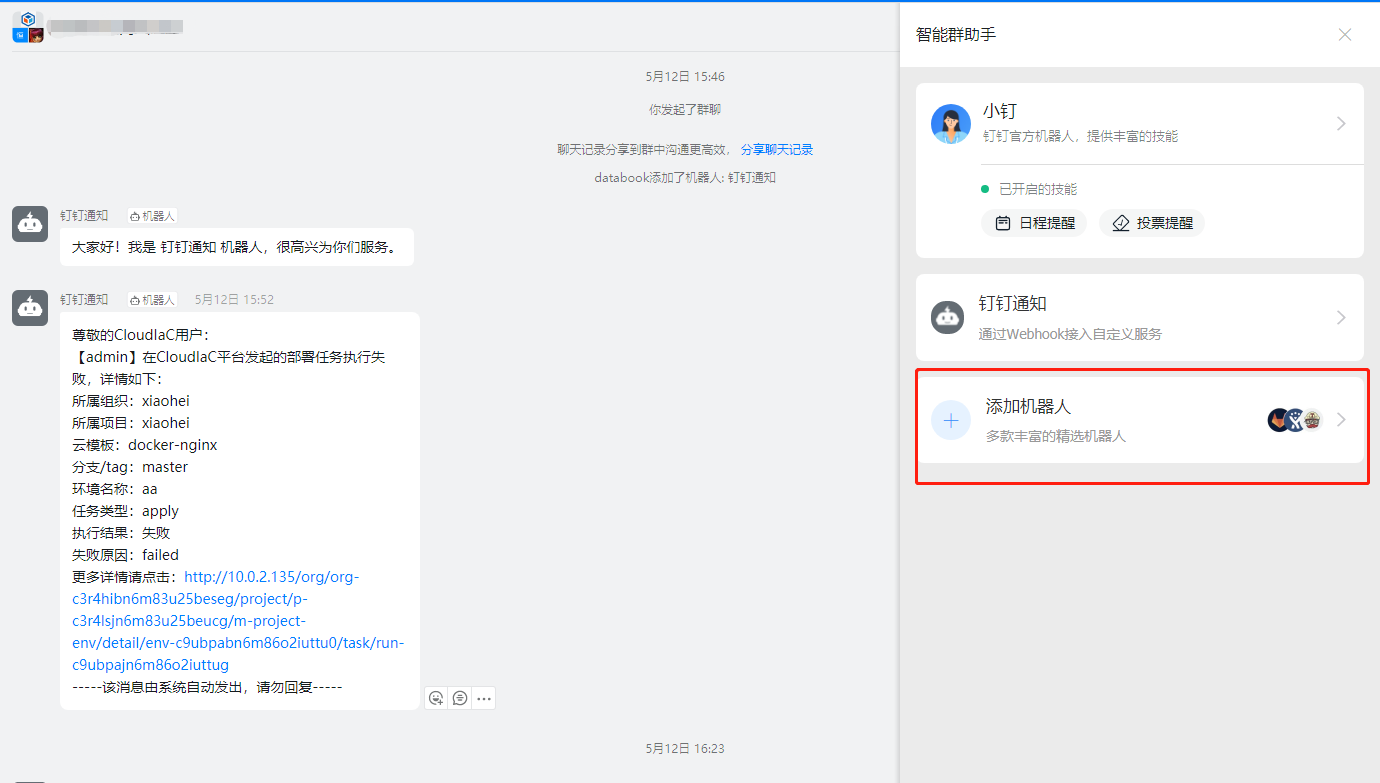 5月12日 15:46
你发起了群聊
聊天记录分享到群中沟通更高效， 分享聊天记录
databook添加了机器人: 钉钉通知
钉钉通知 机器人
大家好！我是 钉钉通知 机器人，很高兴为你们服务。
钉钉通知 机器人 5月12日 15:52
尊敬的CloudIaC用户：
【admin】在CloudIaC平台发起的部署任务执行失
败，详情如下：
所属组织：xiaohei
所属项目：xiaohei
云模板：docker-nginx
分支/tag：master
环境名称：aa
任务类型：apply
执行结果：失败
失败原因：failed
更多详情请点击：http://10.0.2.135/org/org-
c3r4hibn6m83u25beseg/project/p-
c3r4lsjn6m83u25beucg/m-project-
env/detail/env-c9ubpabn6m86o2iuttu0/task/run-
c9ubpajn6m86o2iuttug
-----该消息由系统自动发出，请勿回复-----
5月12日 16:23
智能群助手
小钉
钉钉官方机器人，提供丰富的技能
已开启的技能
日程提醒 投票提醒
钉钉通知
通过Webhook接入自定义服务
添加机器人
多款丰富的精选机器人